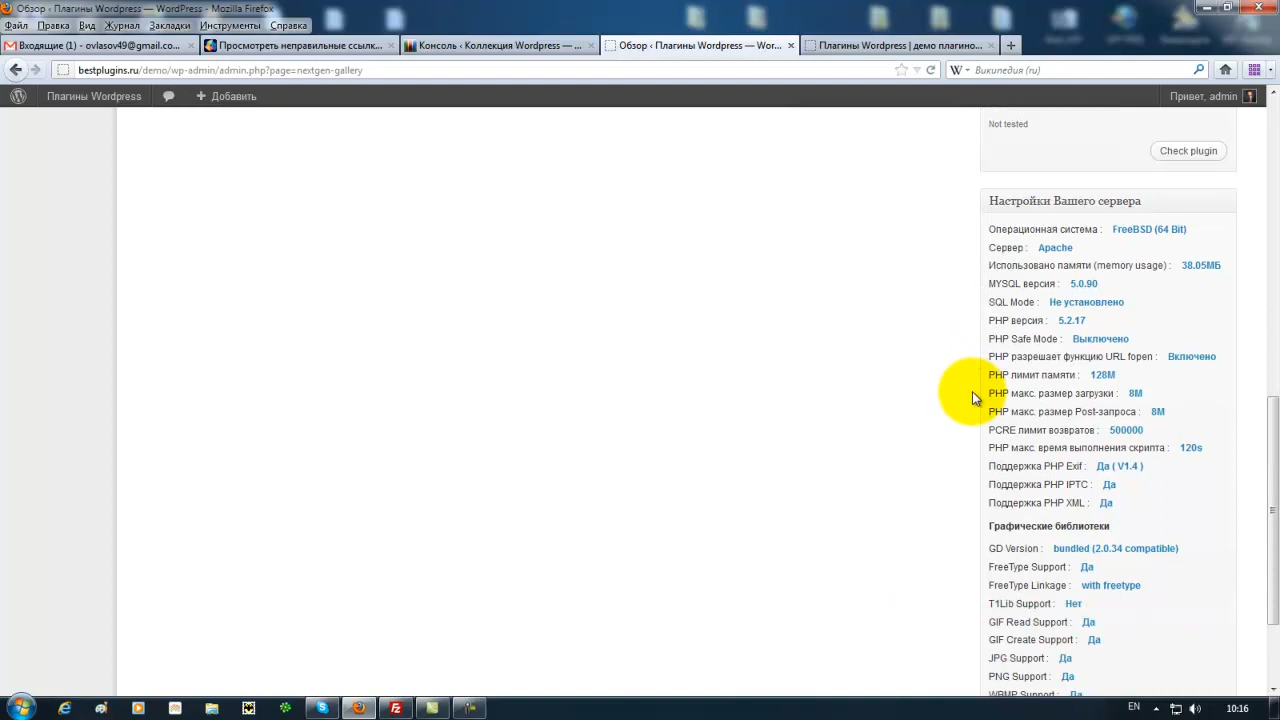 Обзор ‹ Плагины Wordpress — WordPress - Mozilla Firefox
Файл Правка Вид Журнал Закладки Инструменты Справка
Входящие (1) - ovlasov49@gmail.co...
Просмотреть неправильные ссылк...
Консоль ‹ Коллекция Wordpress — ...
Обзор ‹ Плагины Wordpress — Wor...
Плагины Wordpress | демо плагино...
bestplugins.ru/demo/wp-admin/admin.php?page=nextgen-gallery
Википедия (ru)
Плагины Wordpress
Добавить
Привет, admin
Not tested
Check plugin
Настройки Вашего сервера
Операционная система : FreeBSD (64 Bit)
Сервер : Apache
Использовано памяти (memory usage) : 38.05МБ
MYSQL версия : 5.0.90
SQL Mode : Не установлено
PHP версия : 5.2.17
PHP Safe Mode : Выключено
PHP разрешает функцию URL fopen : Включено
PHP лимит памяти : 128M
PHP макс. размер загрузки : 8M
PHP макс. размер Post-запроса : 8M
PCRE лимит возвратов : 500000
PHP макс. время выполнения скрипта : 120s
Поддержка PHP Exif : Да ( V1.4 )
Поддержка PHP IPTC : Да
Поддержка PHP XML : Да
Графические библиотеки
GD Version : bundled (2.0.34 compatible)
FreeType Support : Да
FreeType Linkage : with freetype
T1Lib Support : Нет
GIF Read Support : Да
GIF Create Support : Да
JPG Support : Да
PNG Support : Да
WBMP Support : Да
EN
10:16